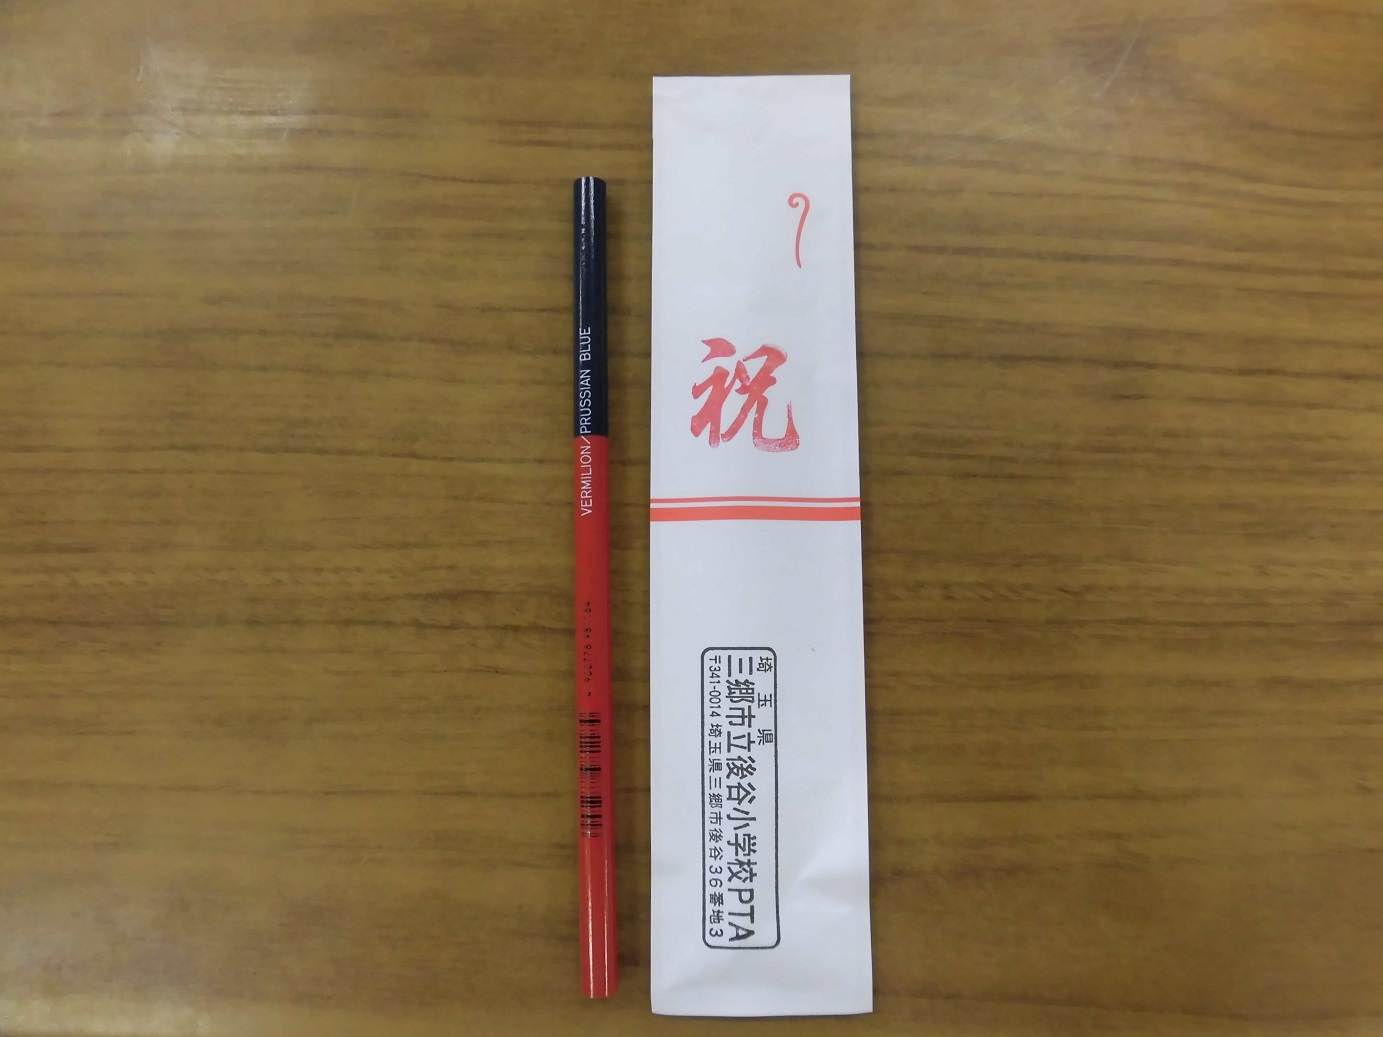 VERMILION/PRUSSIAN BLUE
祝
埼玉県
三郷市立後谷小学校PTA
〒341-0014 埼玉県三郷市後谷36番地3